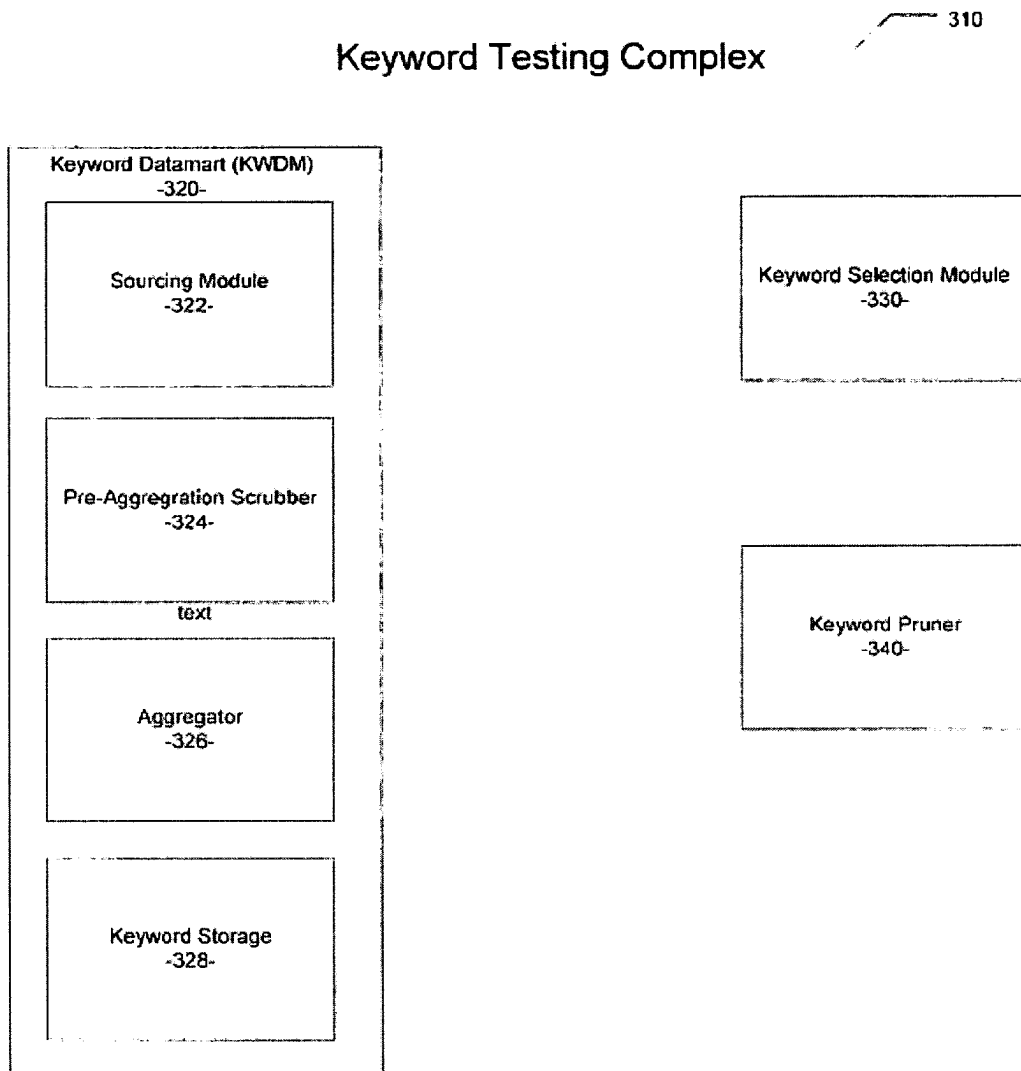 310
Keyword Testing Complex
Keyword Datamart (KWDM)
-320-
Sourcing Module
-322-
Pre-Aggregration Scrubber
-324-
text
Aggregator
-326-
Keyword Storage
-328-
Keyword Selection Module
-330-
Keyword Pruner
-340-